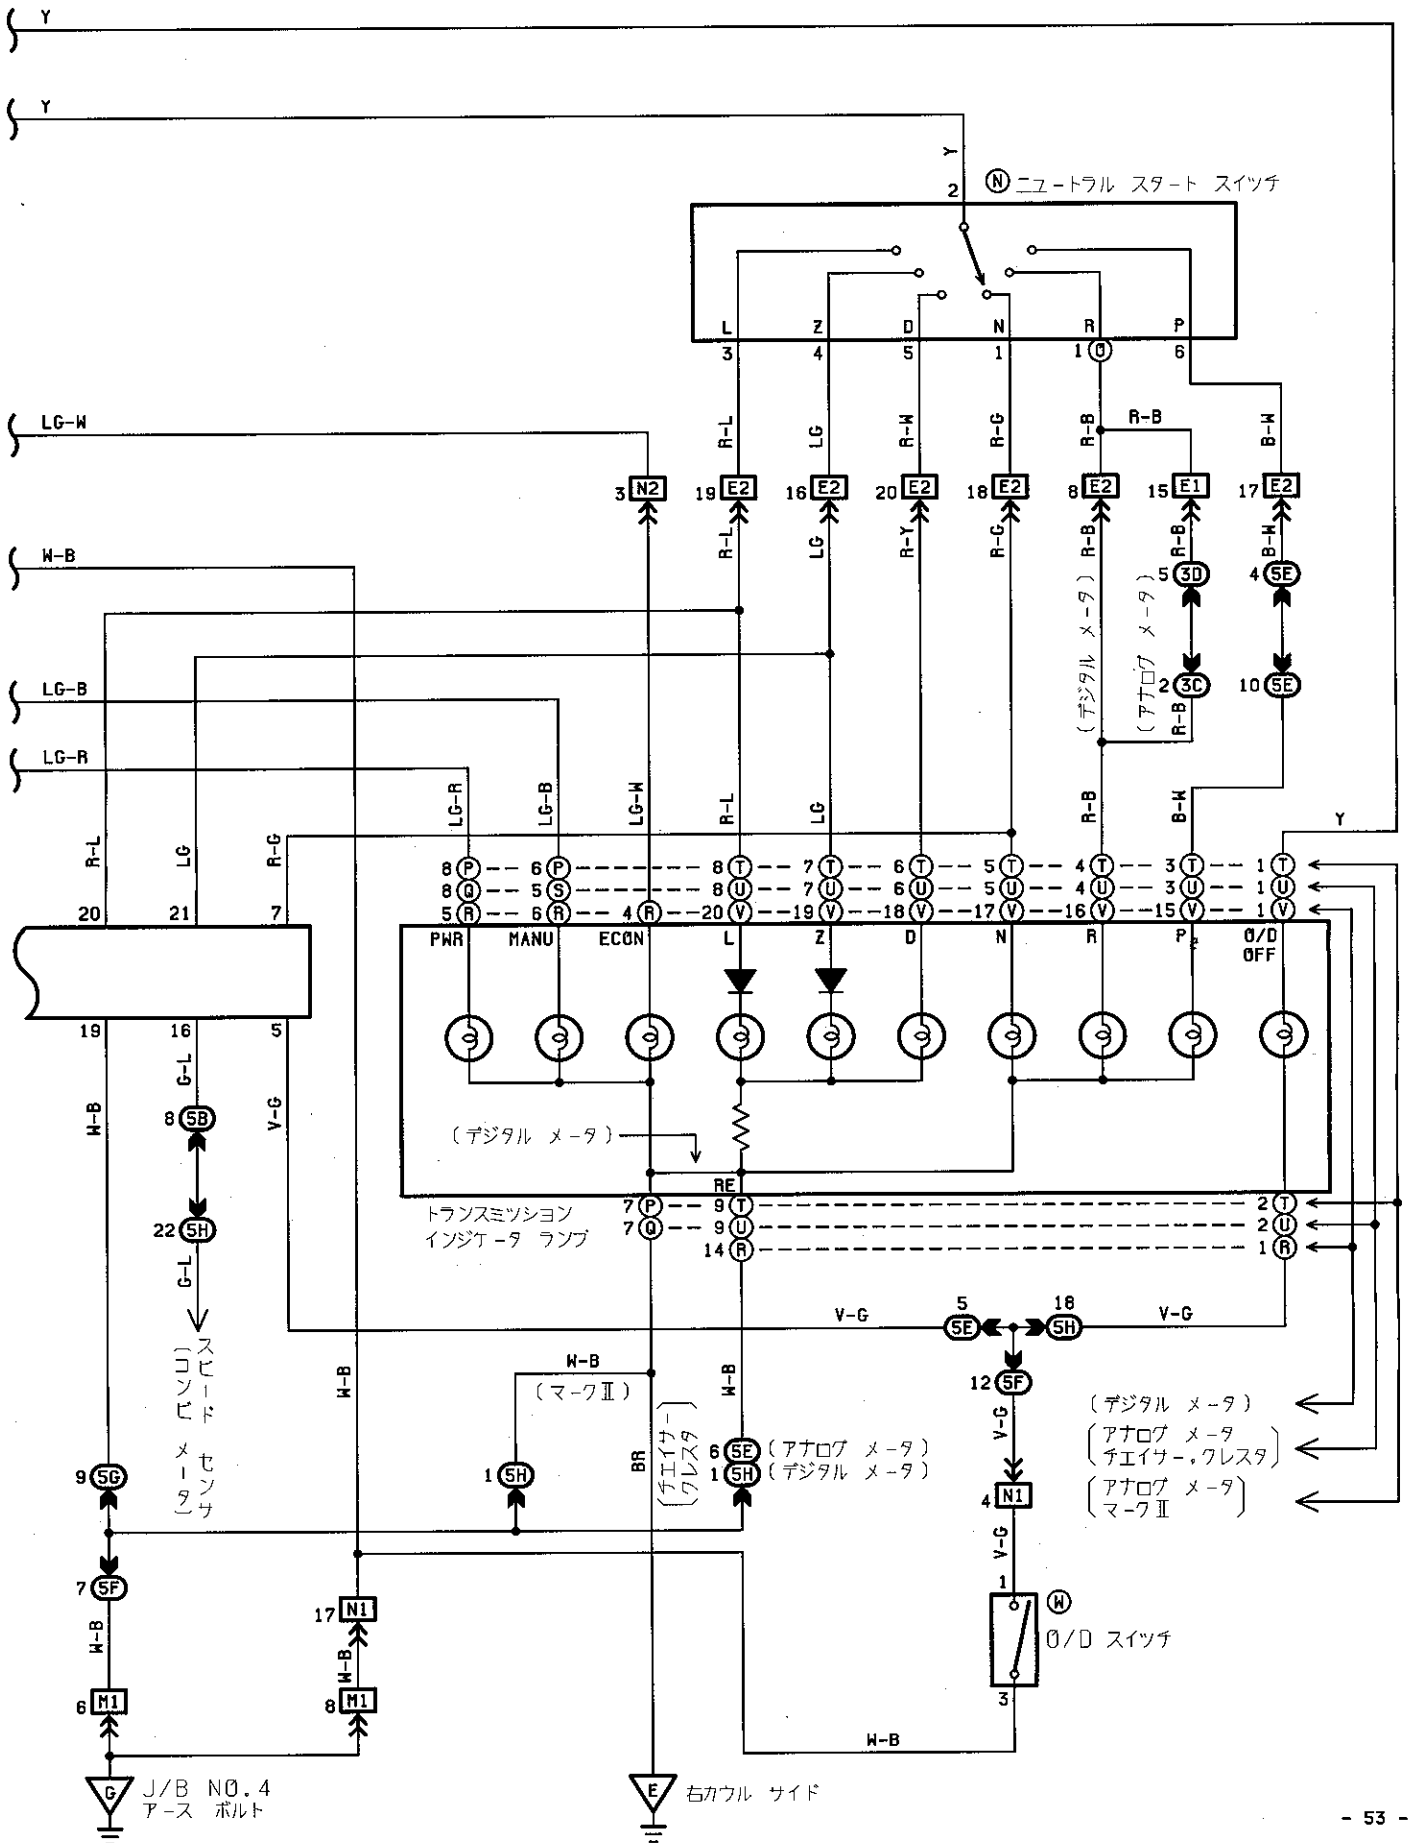 Y
Y
Y
2 N ニュートラル スタート スイッチ
L Z D N R P
3 4 5 1 1 O 6
LG-W
R-L LG R-W R-G R-B R-B B-W
3 N2 19 E2 16 E2 20 E2 18 E2 8 E2 15 E1 17 E2
W-B
R-L LG R-Y R-G R-B R-B B-W
5 3D 4 5E
(デジタル メータ)
(アナログ メータ)
LG-B
2 3C 10 5E
R-B
LG-R
LG-R LG-B LG-W R-L LG R-B B-W Y
R-L LG R-G
8 P 6 P 8 T 7 T 6 T 5 T 4 T 3 T 1 T
8 Q 5 S 8 U 7 U 6 U 5 U 4 U 3 U 1 U
5 R 6 R 4 R 20 V 19 V 18 V 17 V 16 V 15 V 1 V
20 21 7
PWR MANU ECON L Z D N R P O/D
OFF
19 16 5
G-L
W-B V-G
8 5B
(デジタル メータ)
RE
トランスミッション
インジケータ ランプ
7 P 9 T 2 T
7 Q 9 U 2 U
14 R 1 R
22 5H
G-L
スピード センサ
(コンビ メータ)
V-G 5 5E 18 5H V-G
12 5F
V-G
W-B
W-B
(マークⅡ)
W-B
BR
(チェイサー
クレスタ)
6 5E (アナログ メータ)
1 5H (デジタル メータ)
(デジタル メータ)
(アナログ メータ
チェイサー,クレスタ)
(アナログ メータ
マークⅡ)
9 5G
1 5H
4 N1
V-G
7 5F
17 N1
1 W
O/D スイッチ
3
W-B W-B
6 M1 8 M1
W-B
G J/B NO.4
アース ボルト
E 右カウル サイド
- 53 -